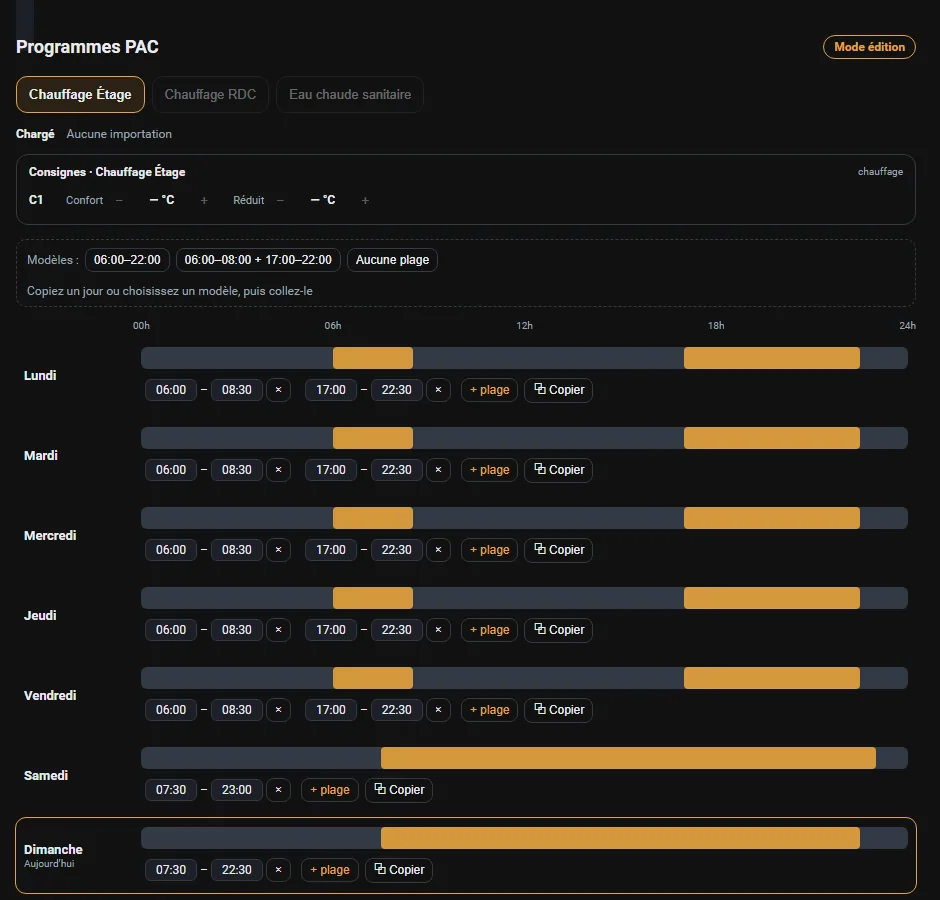 Programmes PAC
Mode édition
Chauffage Étage Chauffage RDC Eau chaude sanitaire
Chargé Aucune importation
Consignes · Chauffage Étage chauffage
C1 Confort − — °C + Réduit − — °C +
Modèles : 06:00–22:00 06:00–08:00 + 17:00–22:00 Aucune plage
Copiez un jour ou choisissez un modèle, puis collez-le
00h 06h 12h 18h 24h
Lundi
06:00 – 08:30 × 17:00 – 22:30 × + plage Copier
Mardi
06:00 – 08:30 × 17:00 – 22:30 × + plage Copier
Mercredi
06:00 – 08:30 × 17:00 – 22:30 × + plage Copier
Jeudi
06:00 – 08:30 × 17:00 – 22:30 × + plage Copier
Vendredi
06:00 – 08:30 × 17:00 – 22:30 × + plage Copier
Samedi
07:30 – 23:00 × + plage Copier
Dimanche
Aujourd'hui
07:30 – 22:30 × + plage Copier